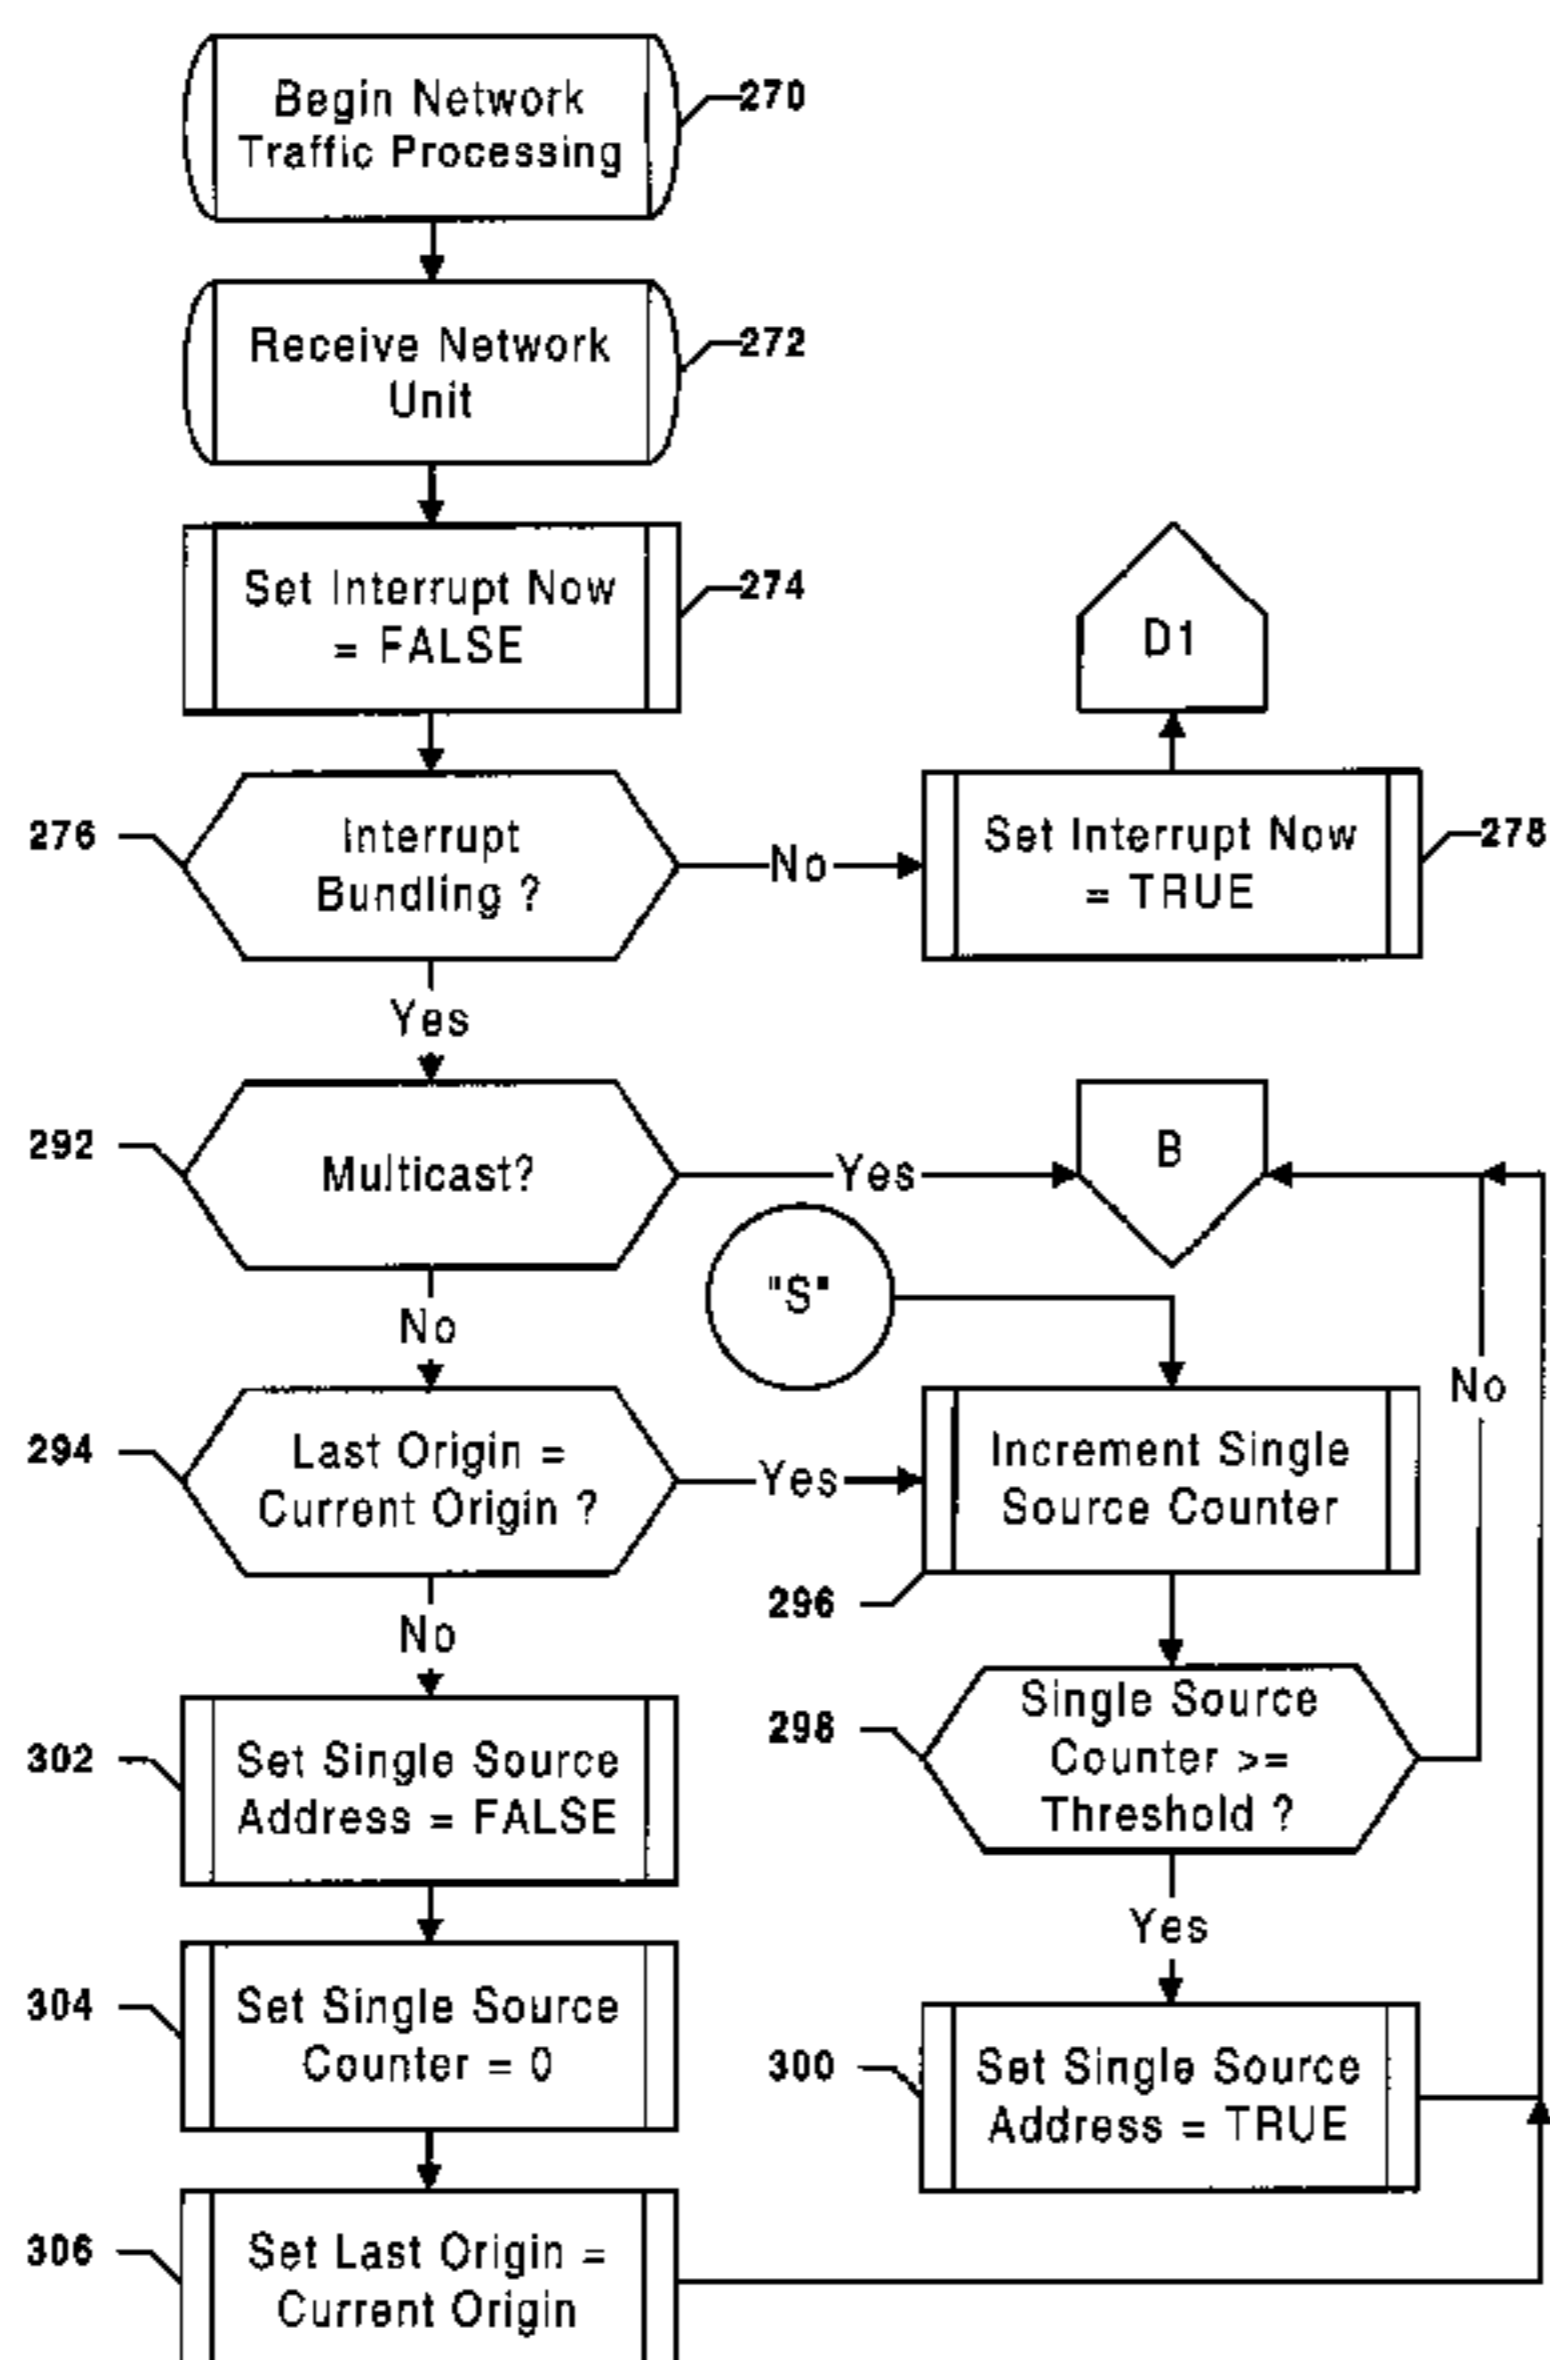 Begin Network
Traffic Processing
270
Receive Network
Unit
272
Set Interrupt Now
= FALSE
274
D1
276
Interrupt
Bundling ?
No
Set Interrupt Now
= TRUE
278
Yes
292
Multicast?
Yes
B
"S"
No
No
294
Last Origin =
Current Origin ?
Yes
Increment Single
Source Counter
296
No
298
Single Source
Counter >=
Threshold ?
302
Set Single Source
Address = FALSE
Yes
304
Set Single Source
Counter = 0
300
Set Single Source
Address = TRUE
306
Set Last Origin =
Current Origin